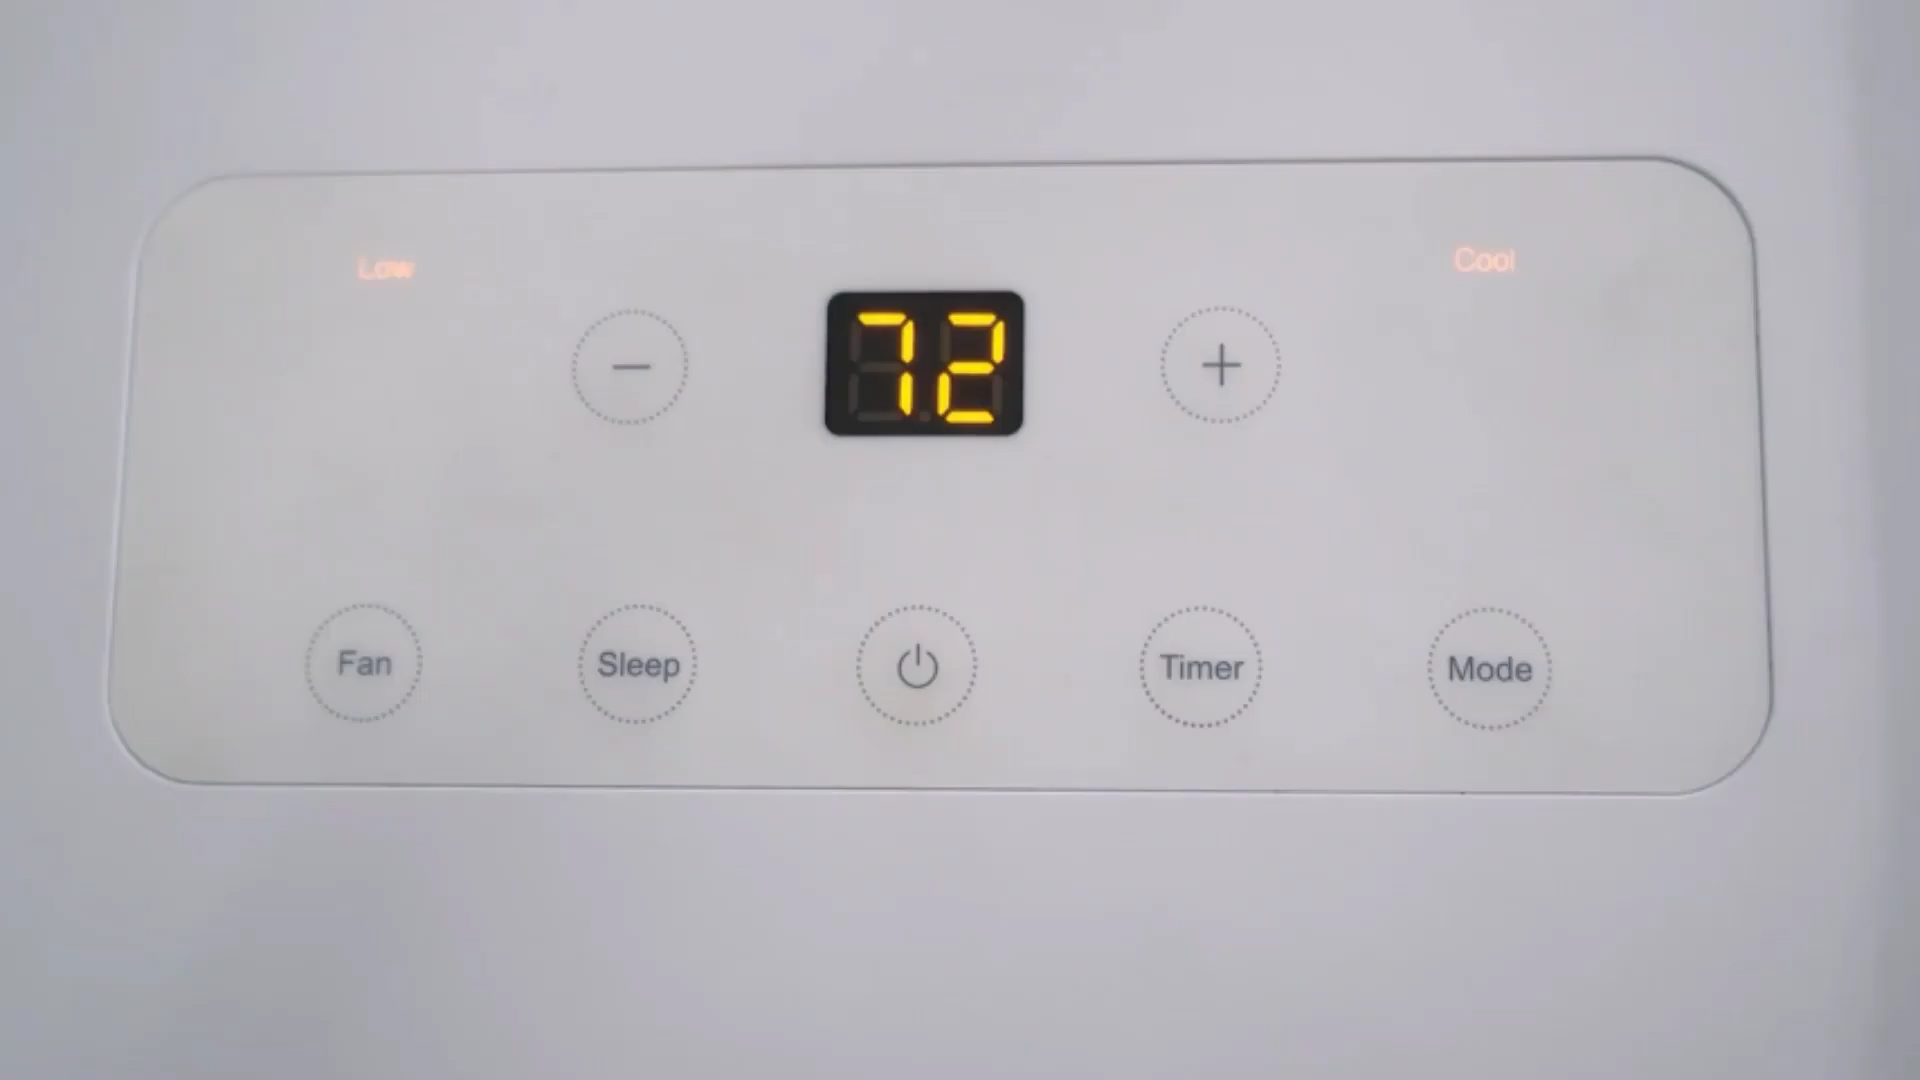 Low
Cool
− 72 +
Fan Sleep Timer Mode